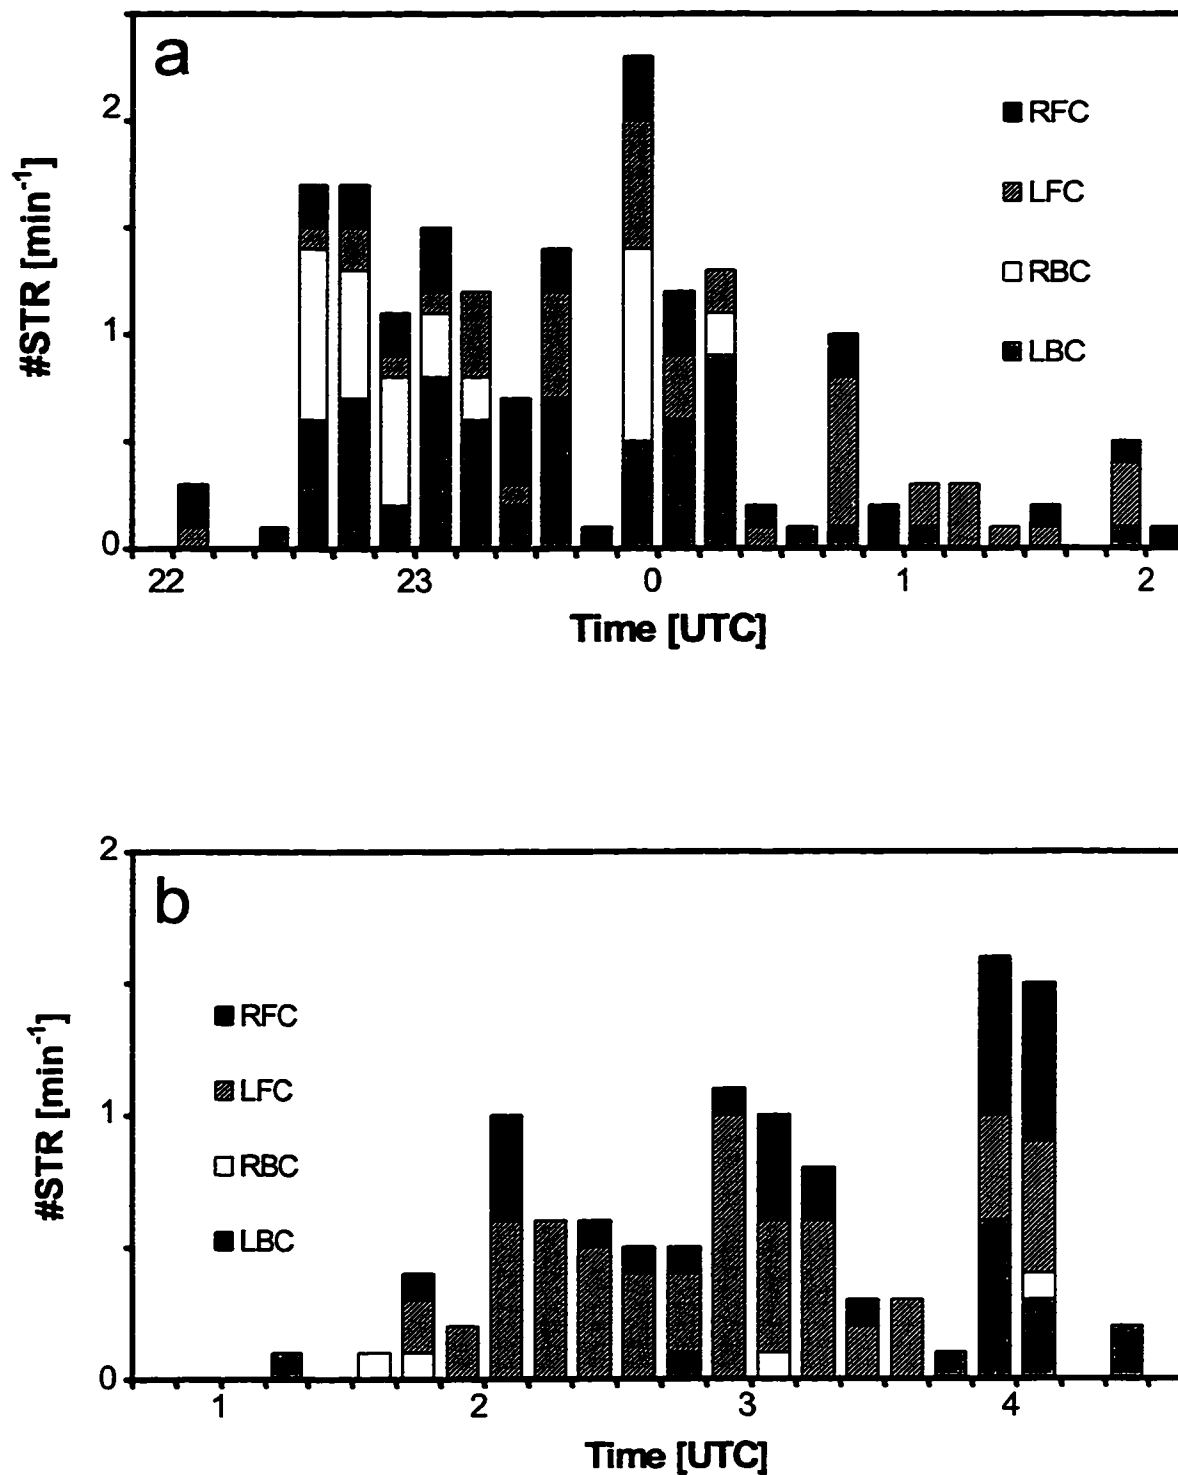 a
2
1
0
#STR [min-1]
RFC
LFC
RBC
LBC
22 23 0 1 2
Time [UTC]
b
2
1
0
#STR [min-1]
RFC
LFC
RBC
LBC
1 2 3 4
Time [UTC]